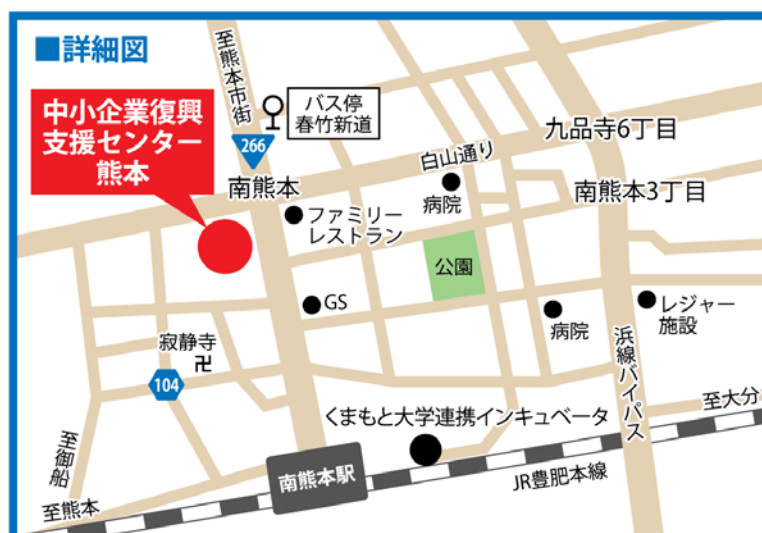 ■詳細図
至熊本市街
バス停
春竹新道
中小企業復興
支援センター
熊本
266
九品寺6丁目
白山通り
南熊本
病院
南熊本3丁目
ファミリー
レストラン
公園
GS
レジャー
施設
病院
寂静寺
卍
浜線バイパス
104
至大分
くまもと大学連携インキュベータ
至御船
南熊本駅
JR豊肥本線
至熊本